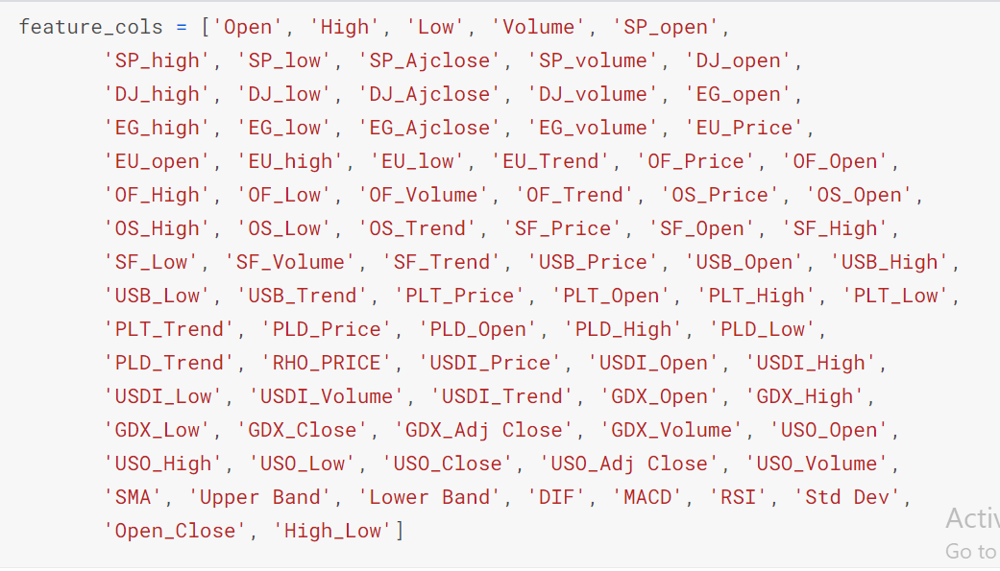 feature_cols = ['Open', 'High', 'Low', 'Volume', 'SP_open',
'SP_high', 'SP_low', 'SP_Ajclose', 'SP_volume', 'DJ_open',
'DJ_high', 'DJ_low', 'DJ_Ajclose', 'DJ_volume', 'EG_open',
'EG_high', 'EG_low', 'EG_Ajclose', 'EG_volume', 'EU_Price',
'EU_open', 'EU_high', 'EU_low', 'EU_Trend', 'OF_Price', 'OF_Open',
'OF_High', 'OF_Low', 'OF_Volume', 'OF_Trend', 'OS_Price', 'OS_Open',
'OS_High', 'OS_Low', 'OS_Trend', 'SF_Price', 'SF_Open', 'SF_High',
'SF_Low', 'SF_Volume', 'SF_Trend', 'USB_Price', 'USB_Open', 'USB_High',
'USB_Low', 'USB_Trend', 'PLT_Price', 'PLT_Open', 'PLT_High', 'PLT_Low',
'PLT_Trend', 'PLD_Price', 'PLD_Open', 'PLD_High', 'PLD_Low',
'PLD_Trend', 'RHO_PRICE', 'USDI_Price', 'USDI_Open', 'USDI_High',
'USDI_Low', 'USDI_Volume', 'USDI_Trend', 'GDX_Open', 'GDX_High',
'GDX_Low', 'GDX_Close', 'GDX_Adj Close', 'GDX_Volume', 'USO_Open',
'USO_High', 'USO_Low', 'USO_Close', 'USO_Adj Close', 'USO_Volume',
'SMA', 'Upper Band', 'Lower Band', 'DIF', 'MACD', 'RSI', 'Std Dev',
'Open_Close', 'High_Low']
Go to